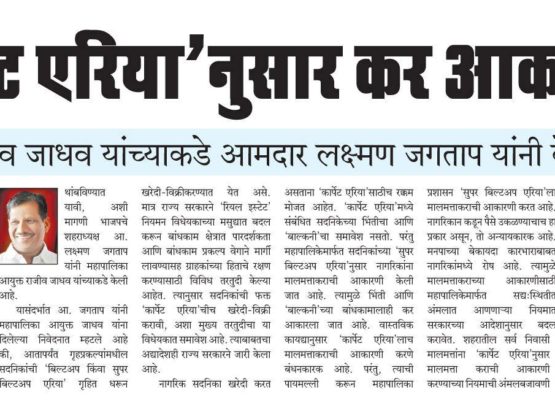 ट एरिया’नुसार कर आक
व जाधव यांच्याकडे आमदार लक्ष्मण जगताप यांनी के
थांबविण्यात
यावी, अशी
मागणी भाजपचे
शहराध्यक्ष आ.
लक्ष्मण जगताप
यांनी महापालिका
आयुक्त राजीव जाधव यांच्याकडे केली
आहे.
यासंदर्भात आ. जगताप यांनी
महापालिका आयुक्त जाधव यांना
दिलेल्या निवेदनात म्हटले आहे
की, आतापर्यंत गृहप्रकल्पांमधील
सदनिकांची ‘बिल्टअप किंवा सुपर
बिल्टअप एरिया’ गृहित धरून
खरेदी-विक्रीकरण्यात येत असे.
मात्र राज्य सरकारने ‘रियल इस्टेट’
नियमन विधेयकाच्या मसुद्यात बदल
करून बांधकाम क्षेत्रात पारदर्शकता
आणि बांधकाम प्रकल्प वेगाने मार्गी
लावण्यासह ग्राहकांच्या हिताचे रक्षण
करण्यासाठी विविध तरतुदी केल्या
आहेत. त्यानुसार सदनिकांची फक्त
‘कार्पेट एरिया’चीच खरेदी-विक्री
करावी, अशा मुख्य तरतुदीचा या
विधेयकात समावेश आहे. त्याबाबतचा
अद्यादेशही राज्य सरकारने जारी केला
आहे.
नागरिक सदनिका खरेदी करत
असताना ‘कार्पेट एरिया’साठीच रक्कम
मोजत आहेत. ‘कार्पेट एरिया’मध्ये
संबंधित सदनिकेच्या भिंतीचा आणि
‘बाल्कनी’चा समावेश नसतो. परंतु
महापालिकेमार्फत सदनिकांच्या ‘सुपर
बिल्टअप एरिया’नुसार नागरिकांना
मालमत्ताकराची आकारणी केली
जात आहे. त्यामुळे भिंती आणि
‘बाल्कनी’च्या बांधकामालाही कर
आकारला जात आहे. वास्तविक
कायद्यानुसार ‘कार्पेट एरिया’लाच
मालमत्ताकराची आकारणी करणे
बंधनकारक आहे. परंतु, त्याची
पायमल्ली करून महापालिका
प्रशासन ‘सुपर बिल्टअप एरिया’ला
मालमत्ताकराची आकारणी करत
नागरिकान कडून पैसे उकळण्याचाच हा
प्रकार असून, तो अन्यायकारक आहे.
मनपाच्या बेकायदा कारभाराबाबत
नागरिकांमध्ये रोष आहे. त्यामुळे
मालमत्ताकराच्या आकारणीसाठी
महापालिकेमार्फत सद्यःस्थितीत
अंमलात आणणाऱ्या नियमात
सरकारच्या आदेशानुसार बदल
करावेत. शहरातील सर्व निवासी
मालमत्तांना ‘कार्पेट एरिया’नुसार
मालमत्ता कराची आकारणी
करण्याच्या नियमाची अंमलबजावणी